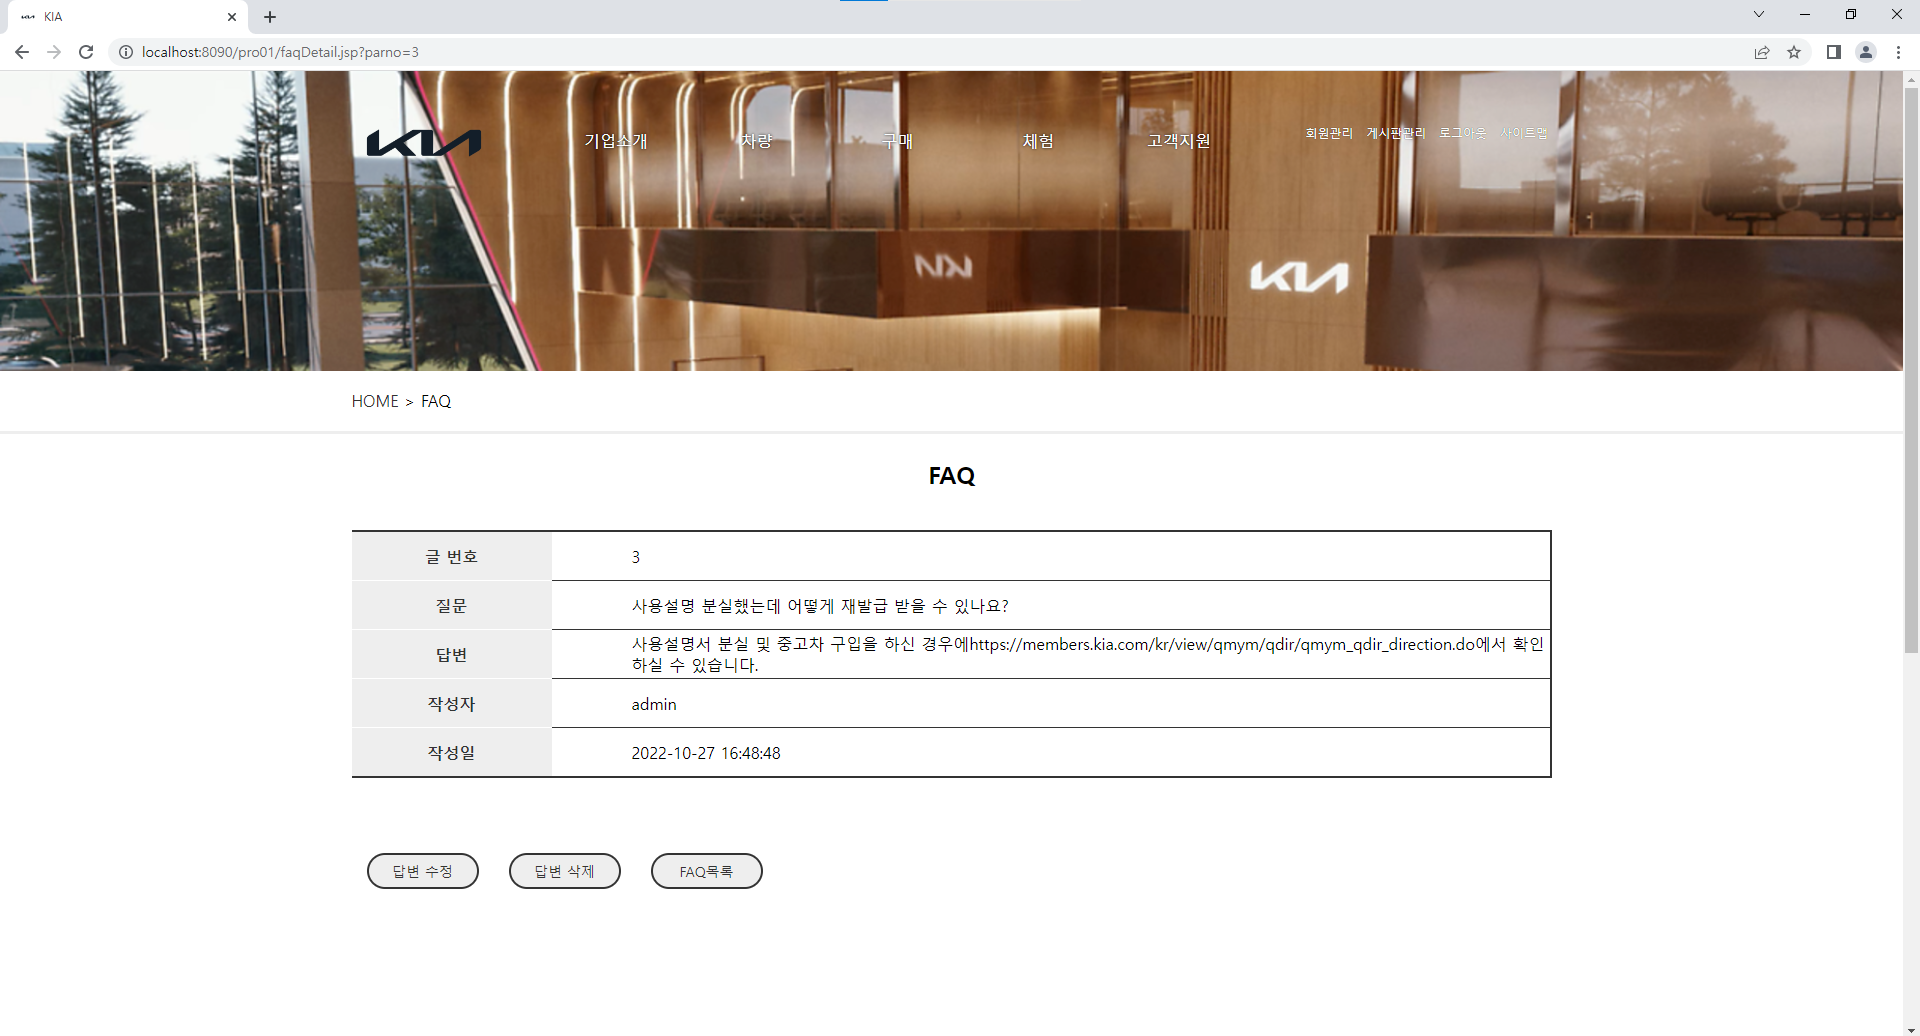 KIA
localhost:8090/pro01/faqDetail.jsp?parno=3
KIA 기업소개 차량 구매 체험 고객지원 회원관리 게시판관리 로그아웃 사이트맵
KIA
HOME > FAQ
FAQ
글 번호 3
질문 사용설명 분실했는데 어떻게 재발급 받을 수 있나요?
답변 사용설명서 분실 및 중고차 구입을 하신 경우에https://members.kia.com/kr/view/qmym/qdir/qmym_qdir_direction.do에서 확인
하실 수 있습니다.
작성자 admin
작성일 2022-10-27 16:48:48
답변 수정 답변 삭제 FAQ목록